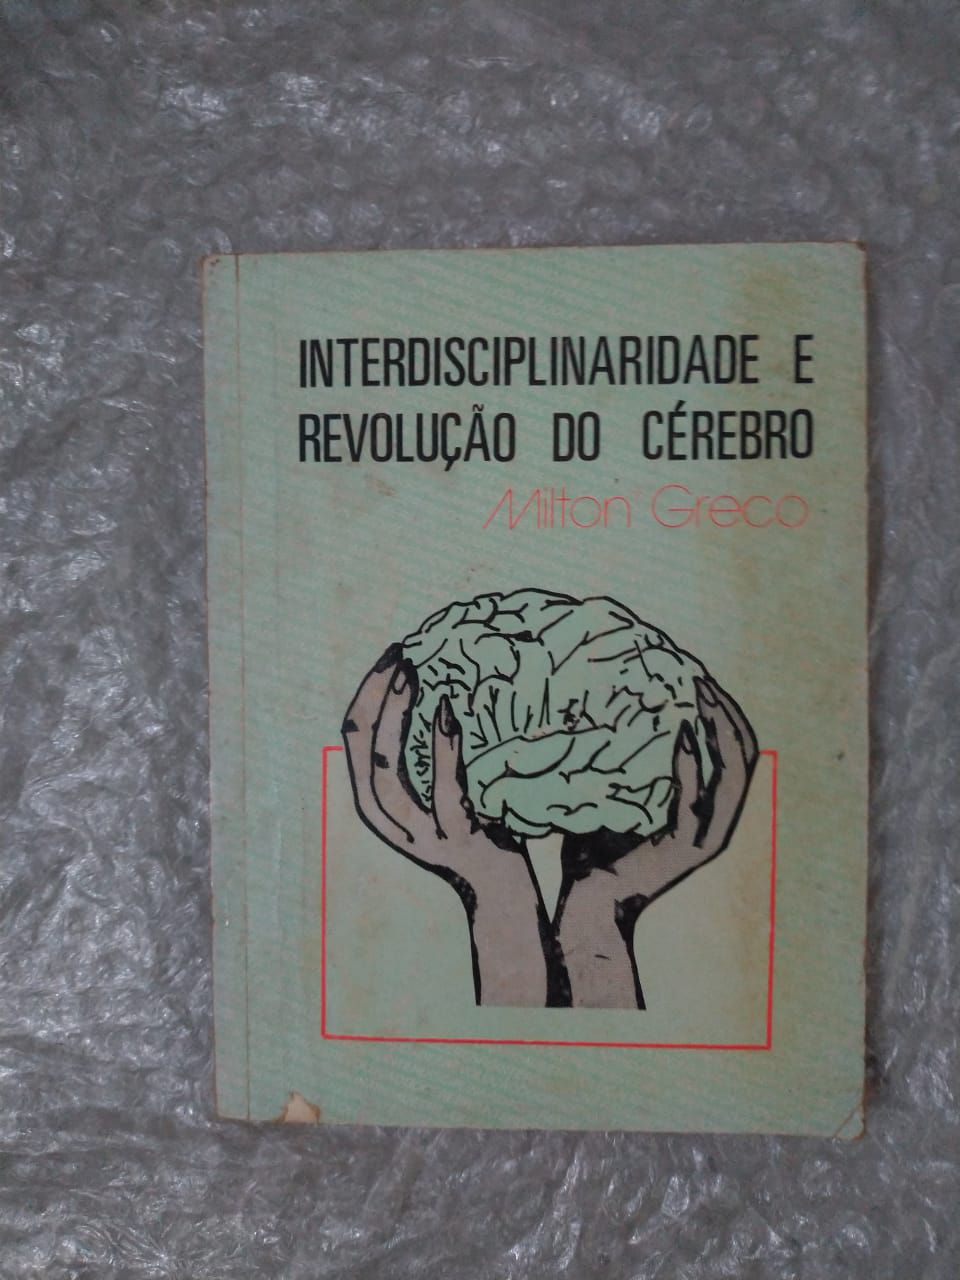 INTERDISCIPLINARIDADE E
REVOLUÇÃO DO CÉREBRO
Milton Greco